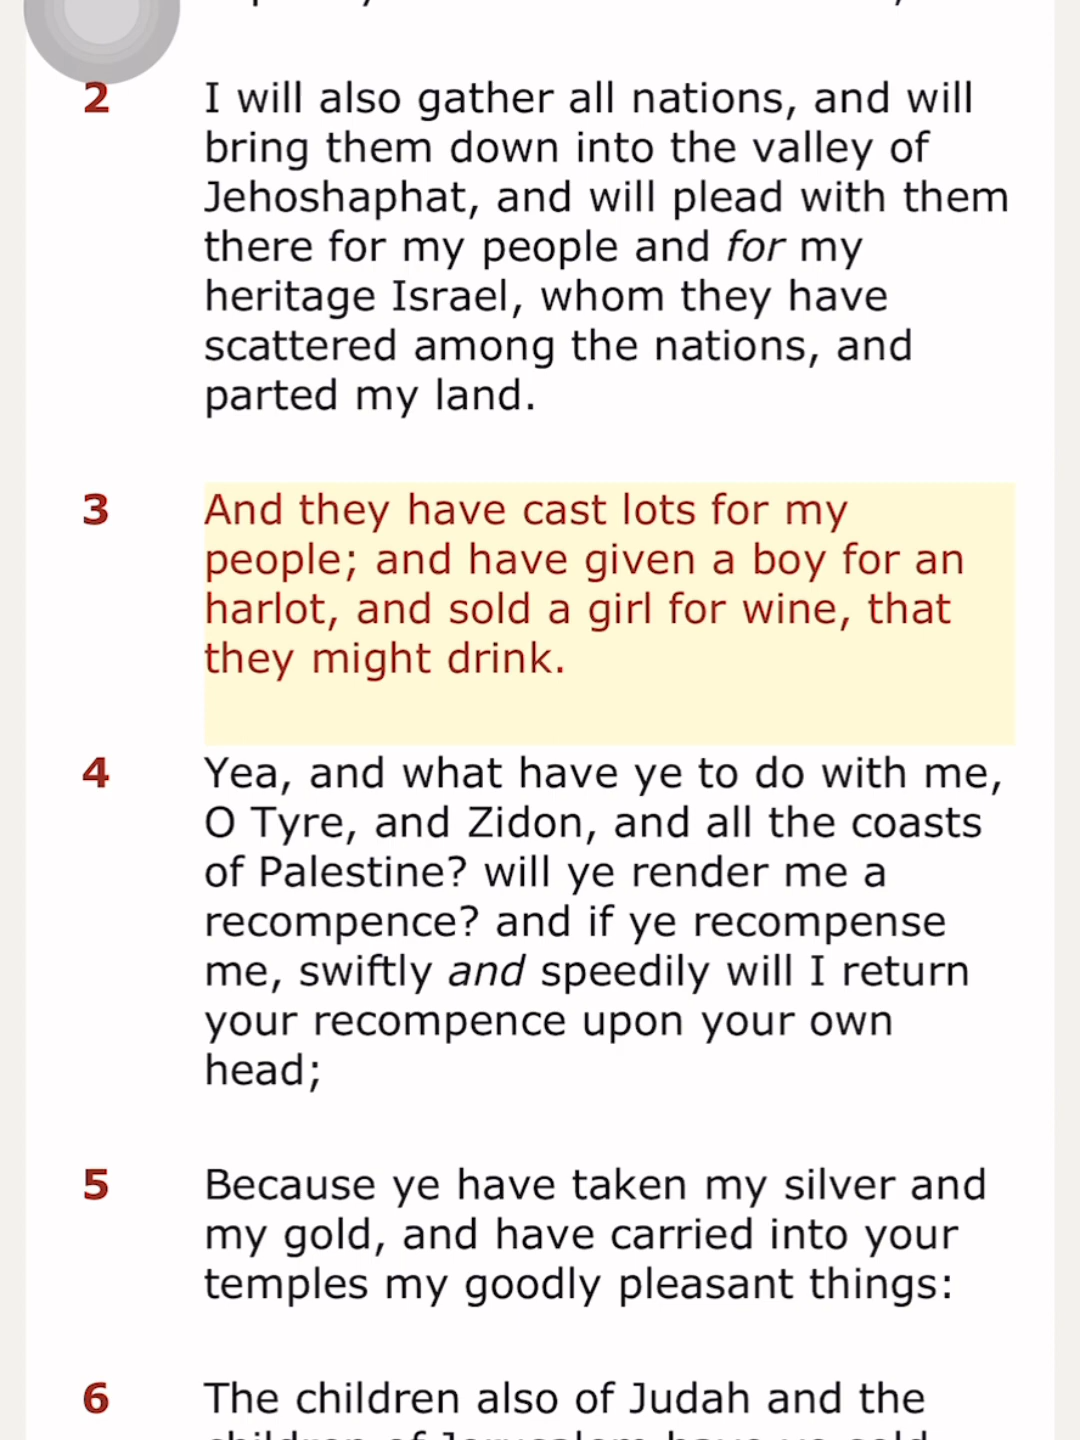 2 I will also gather all nations, and will
bring them down into the valley of
Jehoshaphat, and will plead with them
there for my people and for my
heritage Israel, whom they have
scattered among the nations, and
parted my land.
3 And they have cast lots for my
people; and have given a boy for an
harlot, and sold a girl for wine, that
they might drink.
4 Yea, and what have ye to do with me,
O Tyre, and Zidon, and all the coasts
of Palestine? will ye render me a
recompence? and if ye recompense
me, swiftly and speedily will I return
your recompence upon your own
head;
5 Because ye have taken my silver and
my gold, and have carried into your
temples my goodly pleasant things:
6 The children also of Judah and the
children of Jerusalem have ye sold